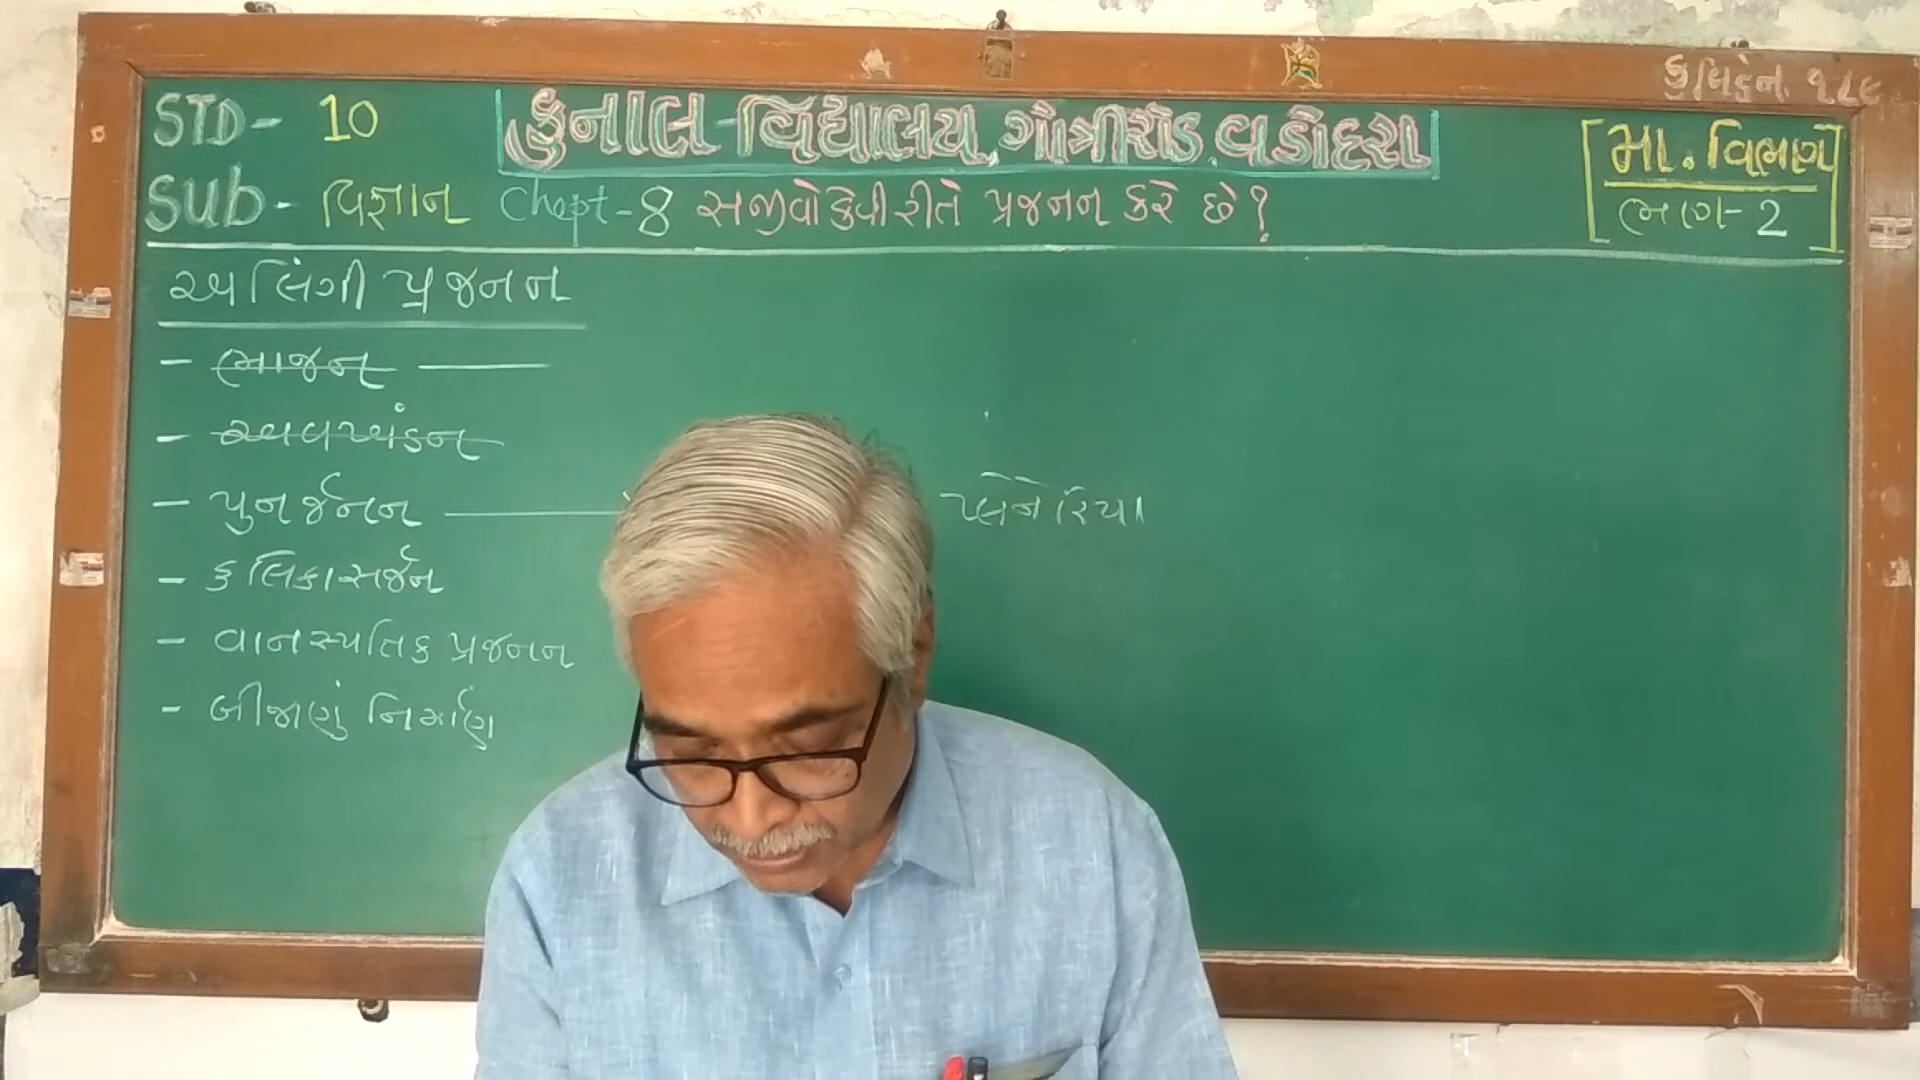 STD- 10 કુનાલ-વિદ્યાલય, ગોત્રીરોડ, વડોદરા
મા. વિભાગ
ભાગ-2
SUB- વિજ્ઞાન Chept-8 સજીવો કેવી રીતે પ્રજનન કરે છે?
અલિંગી પ્રજનન
- ભાજન
- અવખંડન
- પુનર્જનન પ્લેનેરિયા
- કલિકાસર્જન
- વાનસ્પતિક પ્રજનન
- બીજાણું નિર્માણ